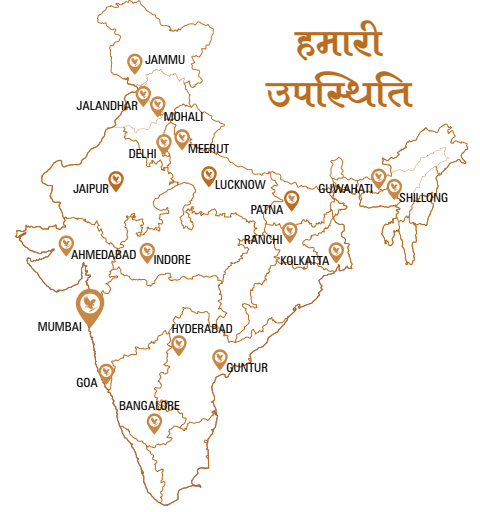 हमारी
उपस्थिति
JAMMU
JALANDHAR
MOHALI
DELHI
MEERUT
JAIPUR
LUCKNOW
GUWAHATI
SHILLONG
PATNA
RANCHI
KOLKATTA
AHMEDABAD
INDORE
MUMBAI
HYDERABAD
GUNTUR
GOA
BANGALORE